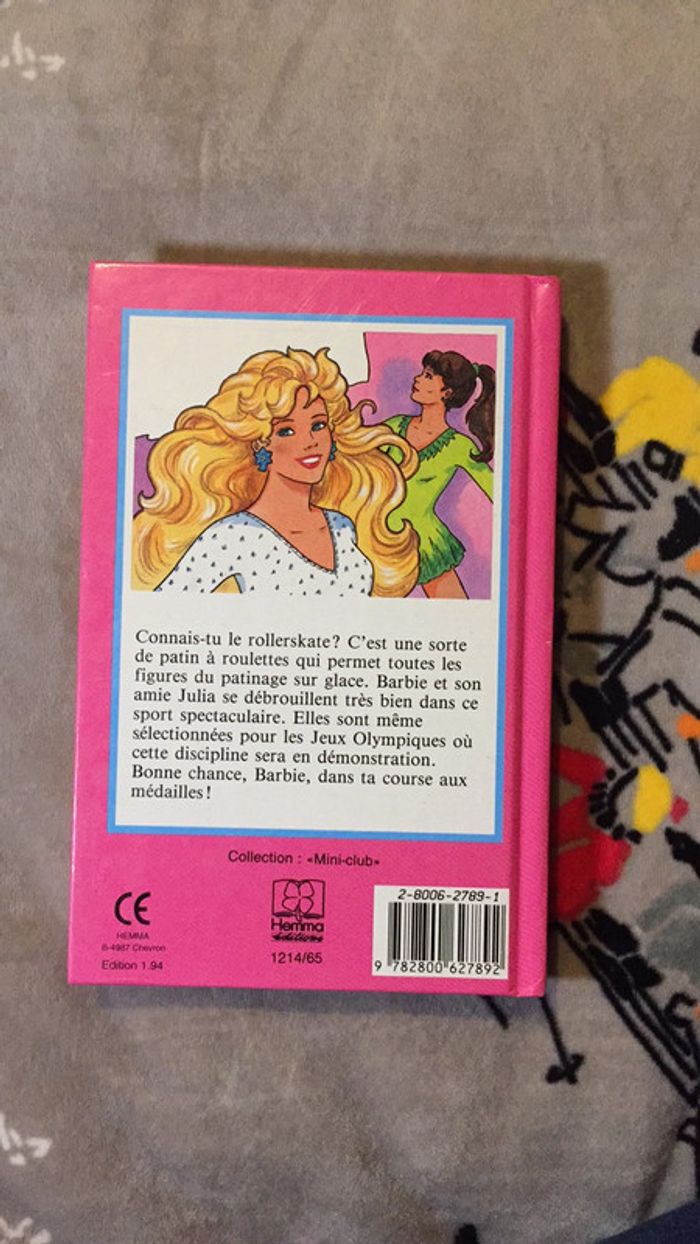 Connais-tu le rollerskate? C'est une sorte
de patin à roulettes qui permet toutes les
figures du patinage sur glace. Barbie et son
amie Julia se débrouillent très bien dans ce
sport spectaculaire. Elles sont même
sélectionnées pour les Jeux Olympiques où
cette discipline sera en démonstration.
Bonne chance, Barbie, dans ta course aux
médailles!
Collection : «Mini-club»
CE
HEMMA
B-4987 Chevron
Edition 1.94
Hemma
éditions
1214/65
2-8006-2789-1
9 782800 627892